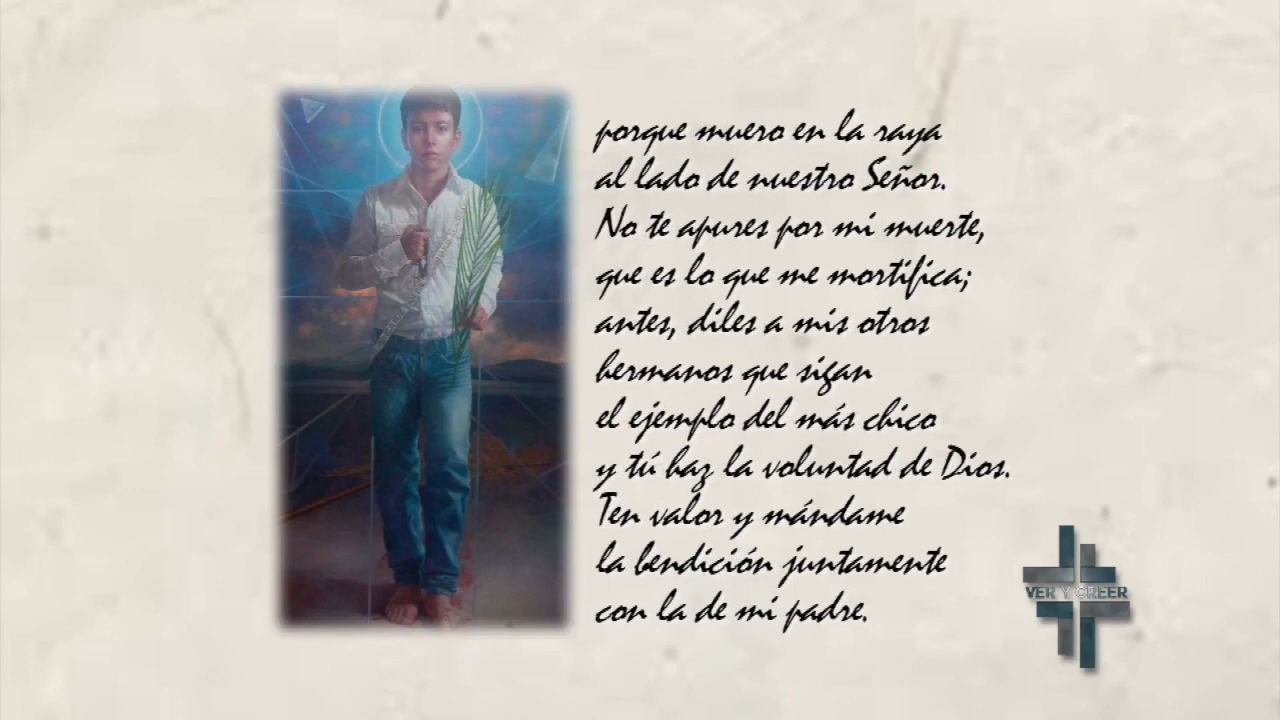 porque muero en la raya
al lado de nuestro Señor.
No te apures por mi muerte,
que es lo que me mortifica;
antes, diles a mis otros
hermanos que sigan
el ejemplo del más chico
y tú haz la voluntad de Dios.
Ten valor y mándame
la bendición juntamente
con la de mi padre.
VER Y CREER